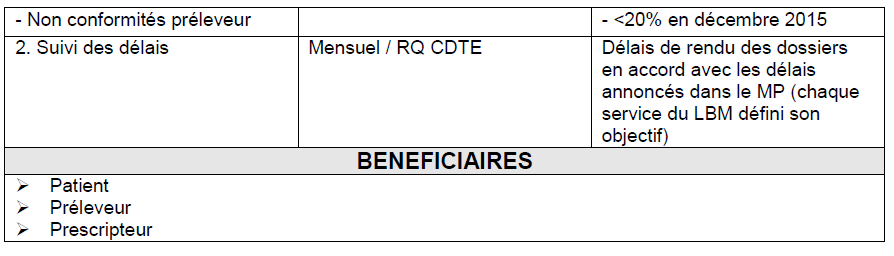 - Non conformités préleveur - <20% en décembre 2015
2. Suivi des délais Mensuel / RQ CDTE Délais de rendu des dossiers
en accord avec les délais
annoncés dans le MP (chaque
service du LBM défini son
objectif)
BENEFICIAIRES
➢ Patient
➢ Préleveur
➢ Prescripteur